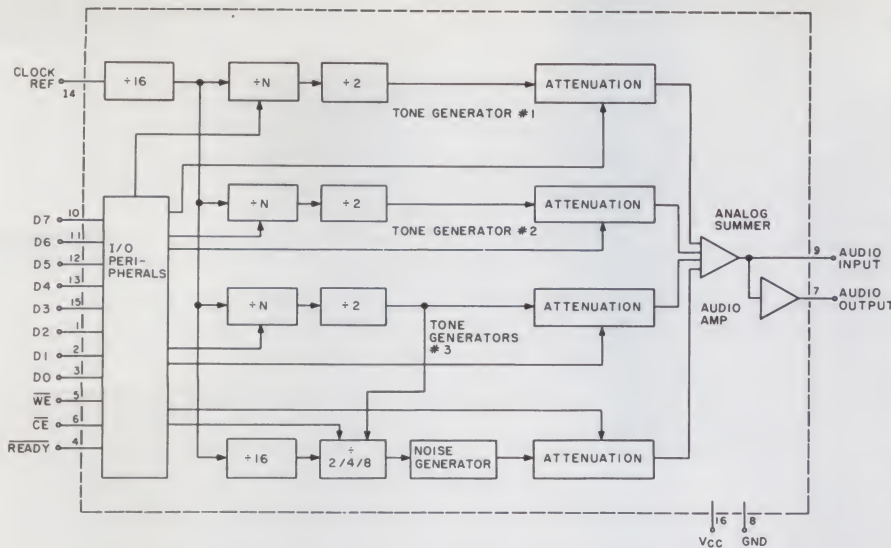 CLOCK
REF
14
÷16
÷N
÷2
ATTENUATION
TONE GENERATOR #1
÷N
÷2
ATTENUATION
TONE GENERATOR #2
ANALOG
SUMMER
I/O
PERI-
PHERALS
D7 10
D6 11
D5 12
D4 13
D3 15
D2 1
D1 2
D0 3
WE 5
CE 6
READY 4
÷N
÷2
ATTENUATION
TONE
GENERATORS
#3
AUDIO
AMP
9 AUDIO
INPUT
7 AUDIO
OUTPUT
÷16
÷
2/4/8
NOISE
GENERATOR
ATTENUATION
16 8
VCC GND